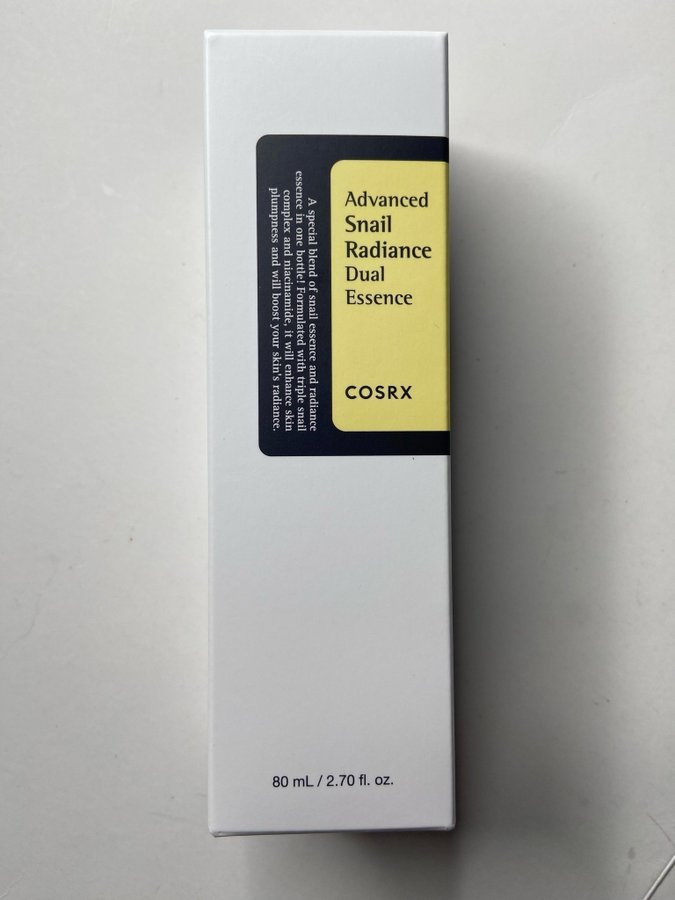 Advanced
Snail
Radiance
Dual
Essence
COSRX
A special blend of snail essence and radiance
essence in one bottle! Formulated with triple snail
complex and niacinamide, it will enhance skin
plumpness and will boost your skin's radiance.
80 mL / 2.70 fl. oz.